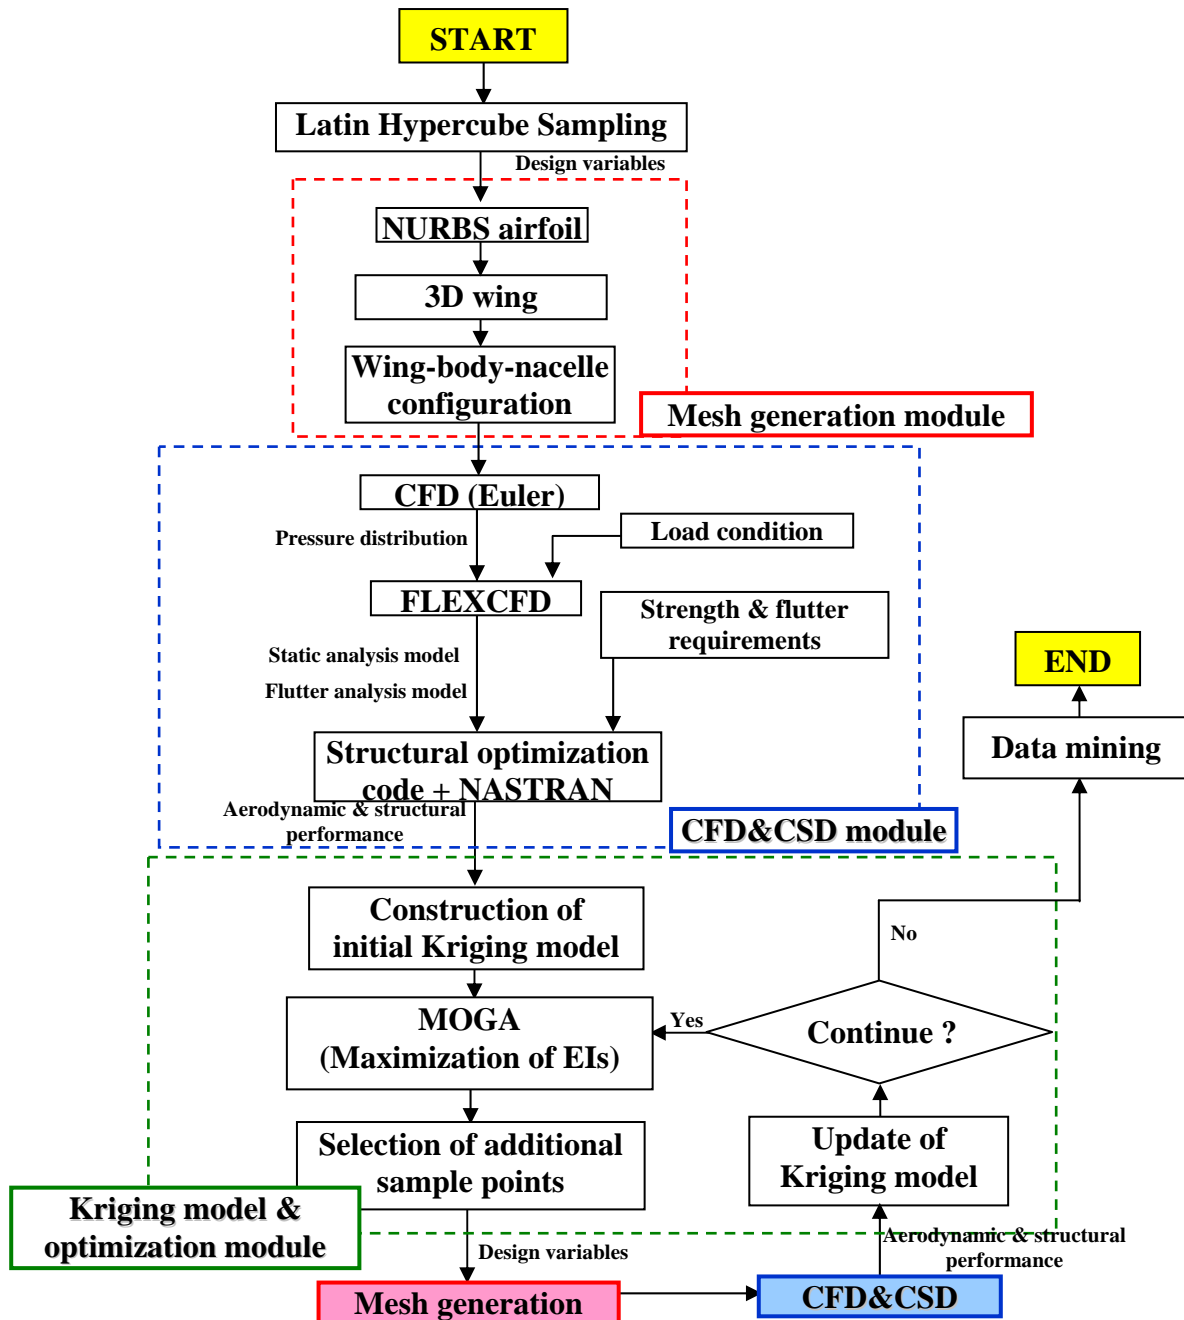 START
Latin Hypercube Sampling
Design variables
NURBS airfoil
3D wing
Wing-body-nacelle
configuration
Mesh generation module
CFD (Euler)
Pressure distribution
Load condition
FLEXCFD
Strength & flutter
requirements
Static analysis model
Flutter analysis model
END
Data mining
Structural optimization
code + NASTRAN
Aerodynamic & structural
performance
CFD&CSD module
Construction of
initial Kriging model
No
MOGA
(Maximization of EIs)
Yes
Continue ?
Selection of additional
sample points
Update of
Kriging model
Kriging model &
optimization module
Design variables
Aerodynamic & structural
performance
Mesh generation
CFD&CSD